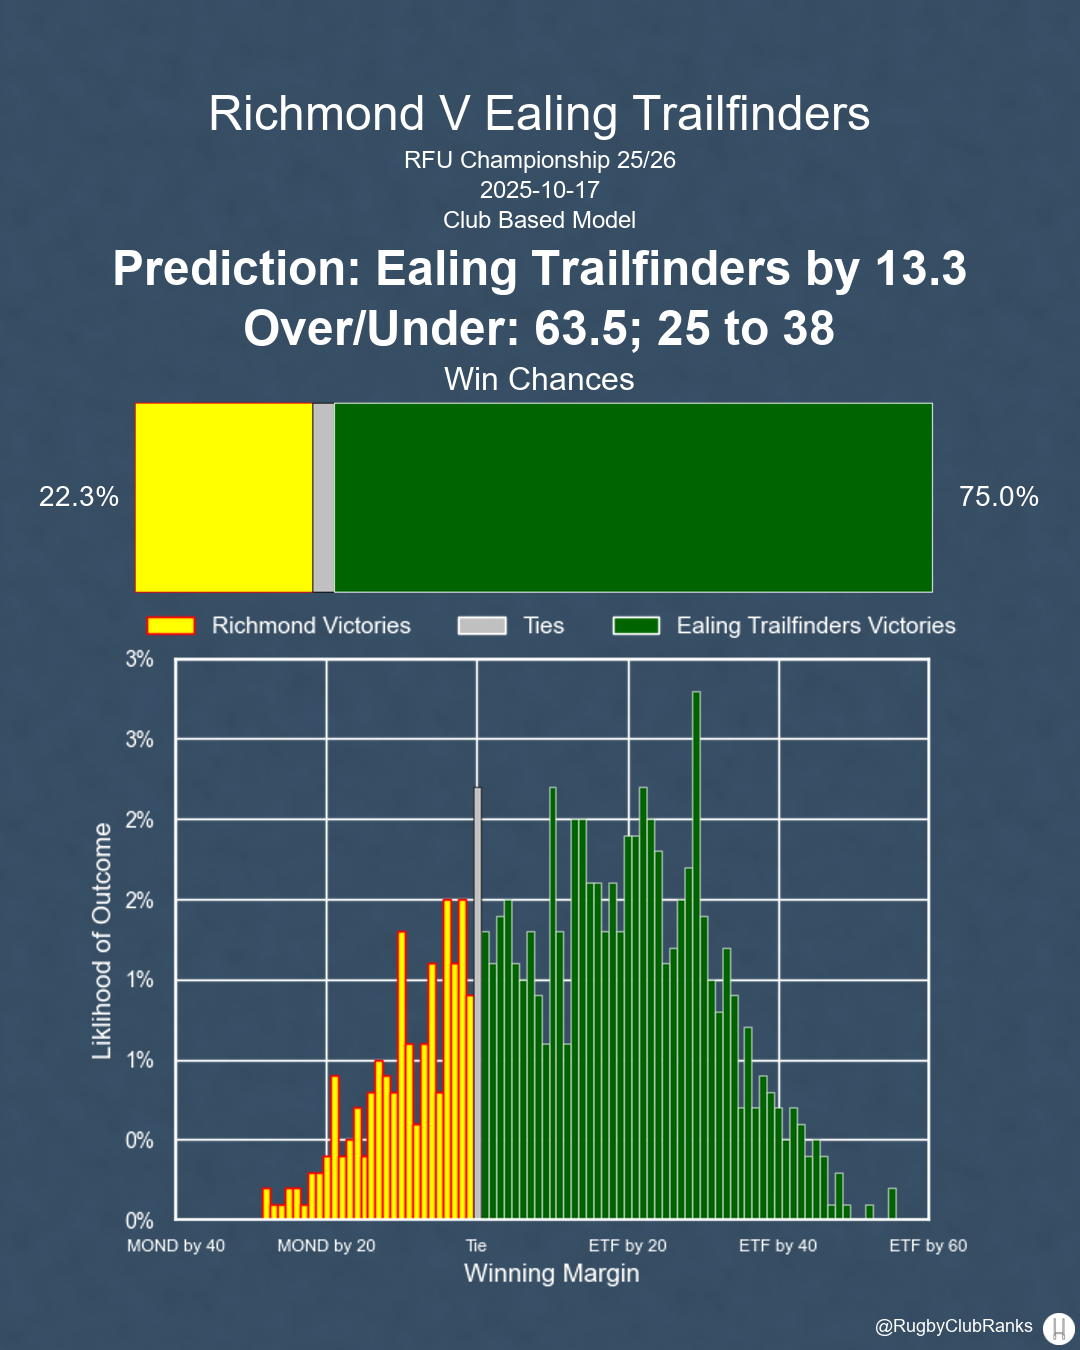 Richmond V Ealing Trailfinders
RFU Championship 25/26
2025-10-17
Club Based Model
Prediction: Ealing Trailfinders by 13.3
Over/Under: 63.5; 25 to 38
Win Chances
22.3%
75.0%
Richmond Victories
Ties
Ealing Trailfinders Victories
3%
3%
2%
2%
1%
1%
0%
0%
Liklihood of Outcome
MOND by 40
MOND by 20
Tie
ETF by 20
ETF by 40
ETF by 60
Winning Margin
@RugbyClubRanks